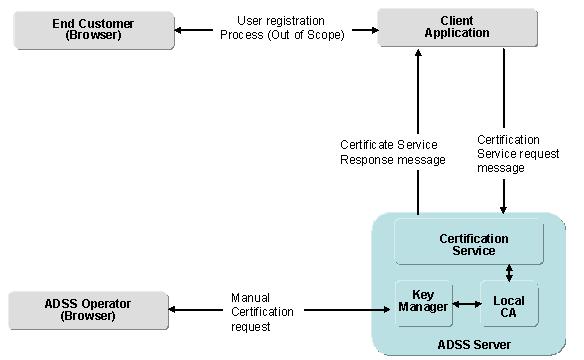 End Customer
(Browser)
User registration
Process (Out of Scope)
Client
Application
Certificate Service
Response message
Certification
Service request
message
Certification
Service
ADSS Operator
(Browser)
Manual
Certification
request
Key
Manager
Local
CA
ADSS Server